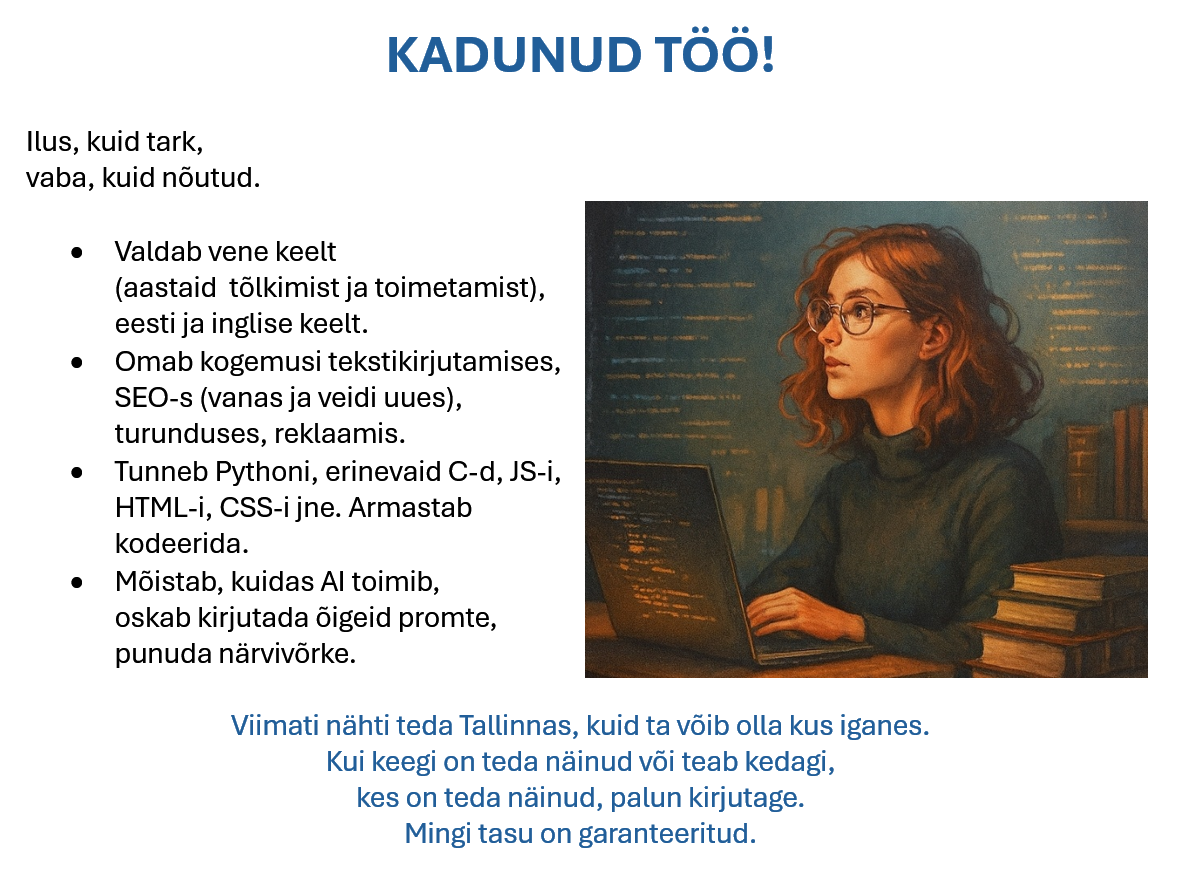 KADUNUD TÖÖ!
Ilus, kuid tark,
vaba, kuid nõutud.
● Valdab vene keelt
(aastaid tõlkimist ja toimetamist),
eesti ja inglise keelt.
● Omab kogemusi tekstikirjutamises,
SEO-s (vanas ja veidi uues),
turunduses, reklaamis.
● Tunneb Pythoni, erinevaid C-d, JS-i,
HTML-i, CSS-i jne. Armastab
kodeerida.
● Mõistab, kuidas AI toimib,
oskab kirjutada õigeid promte,
punuda närvivõrke.
Viimati nähti teda Tallinnas, kuid ta võib olla kus iganes.
Kui keegi on teda näinud või teab kedagi,
kes on teda näinud, palun kirjutage.
Mingi tasu on garanteeritud.